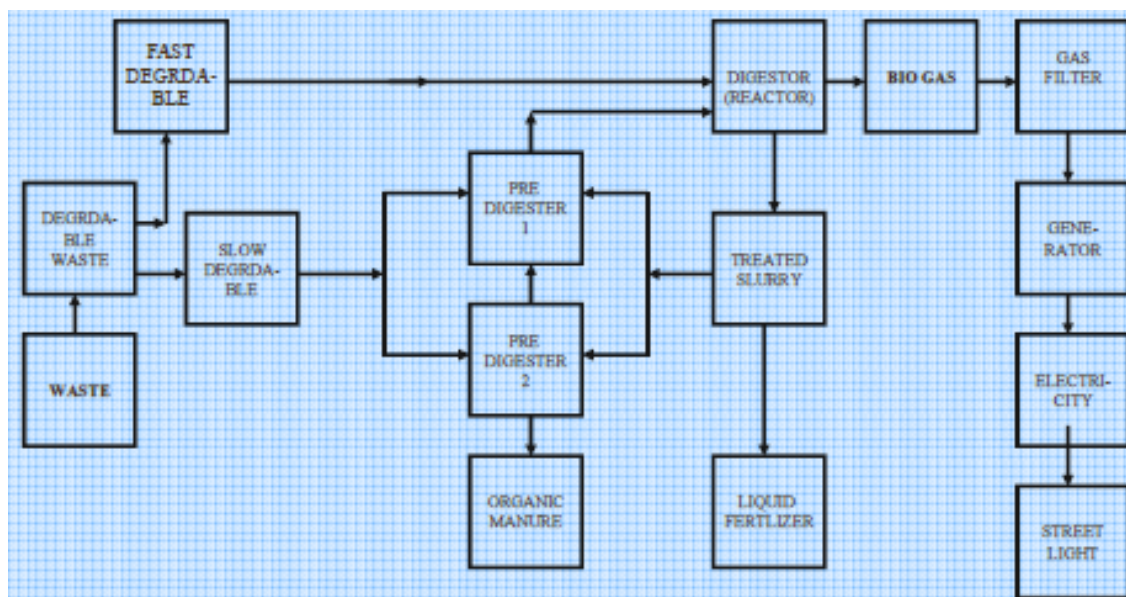 FAST
DEGRDA-
BLE
DIGESTOR
(REACTOR)
BIO GAS
GAS
FILTER
DEGRDA-
BLE
WASTE
SLOW
DEGRDA-
BLE
PRE
DIGESTER
1
TREATED
SLURRY
GENE-
RATOR
WASTE
PRE
DIGESTER
2
ELECTRI-
CITY
ORGANIC
MANURE
LIQUID
FERTLIZER
STREET
LIGHT